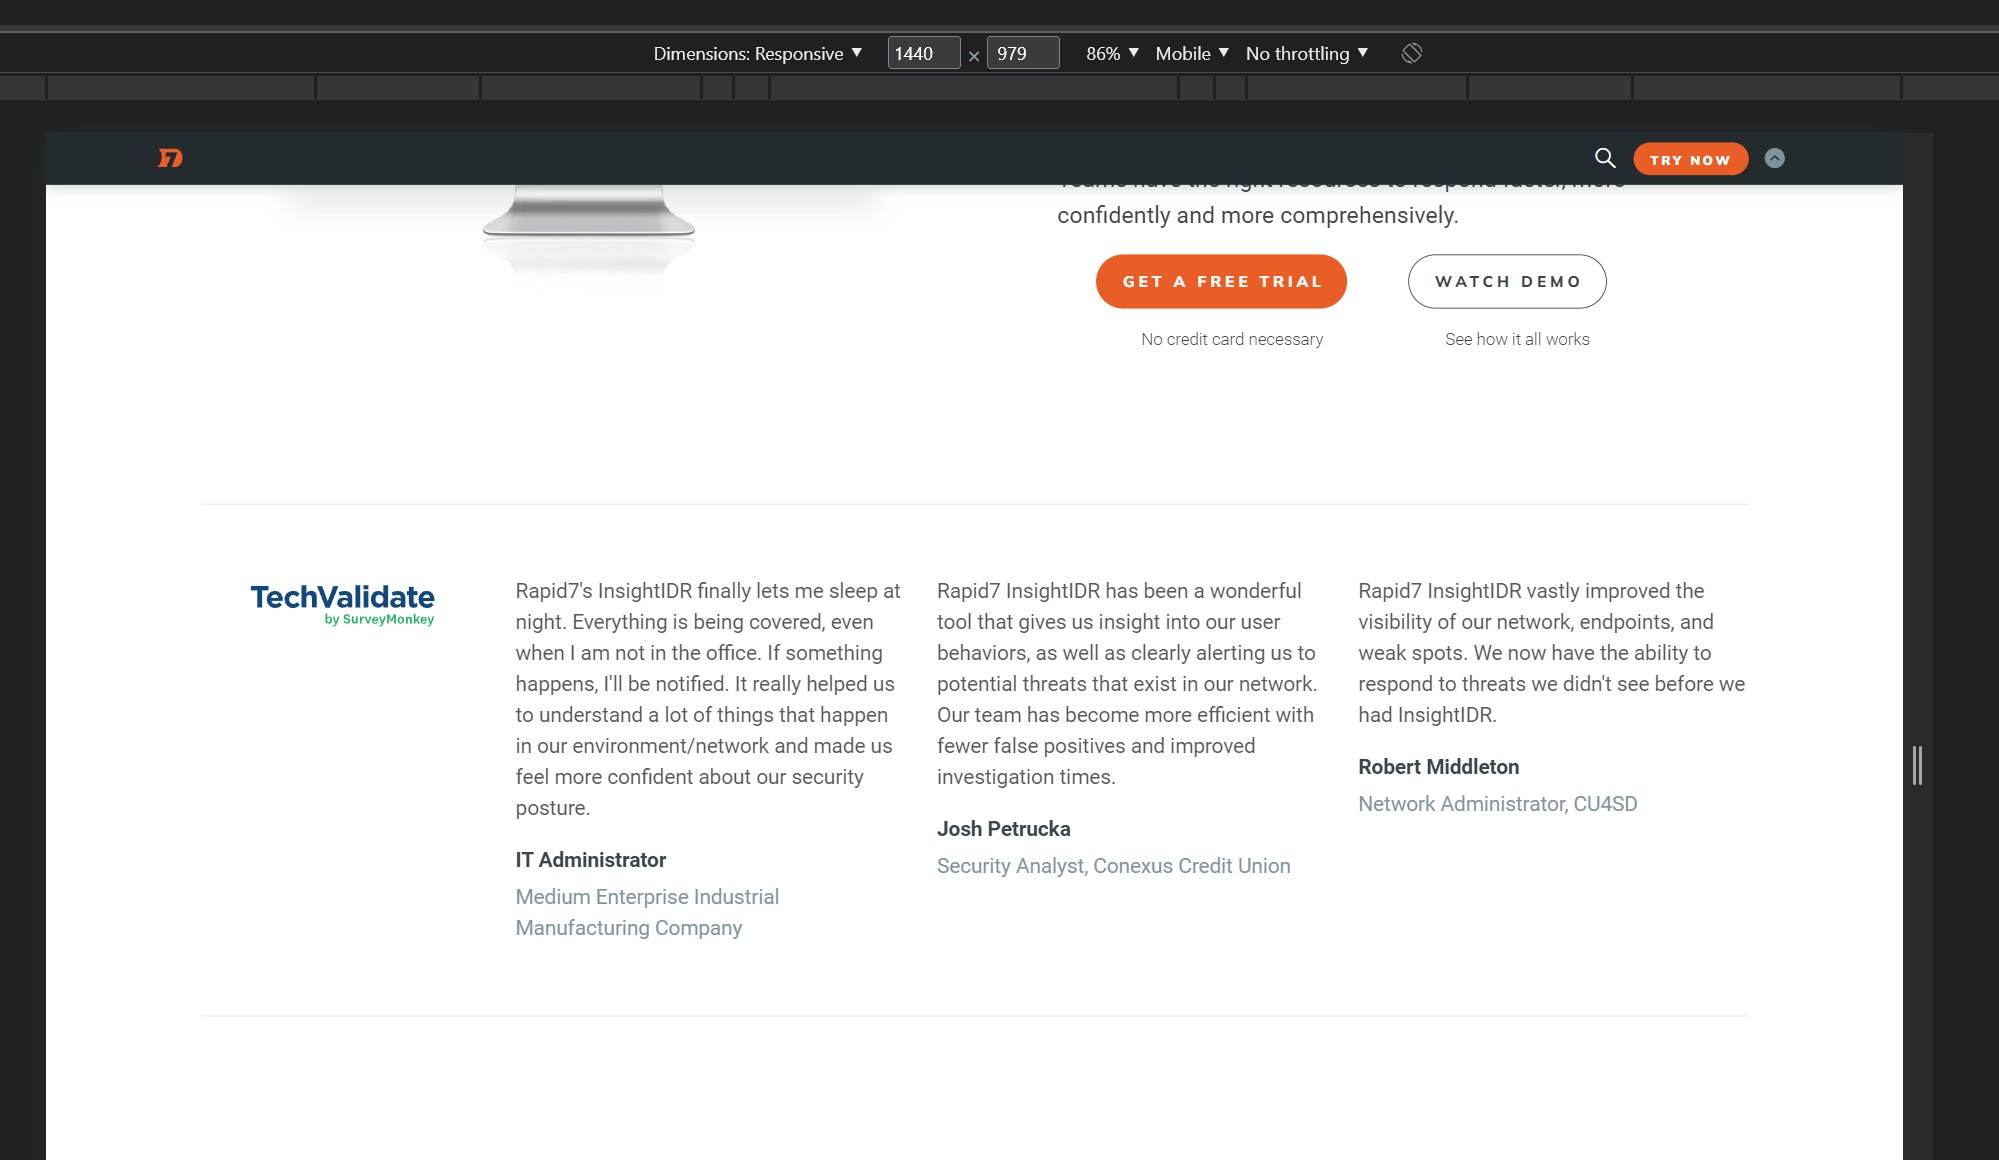 Dimensions: Responsive 1440 × 979 86% Mobile No throttling
TRY NOW
Teams have the right resources to respond faster, more
confidently and more comprehensively.
GET A FREE TRIAL
WATCH DEMO
No credit card necessary
See how it all works
TechValidate
by SurveyMonkey
Rapid7's InsightIDR finally lets me sleep at
night. Everything is being covered, even
when I am not in the office. If something
happens, I'll be notified. It really helped us
to understand a lot of things that happen
in our environment/network and made us
feel more confident about our security
posture.
IT Administrator
Medium Enterprise Industrial
Manufacturing Company
Rapid7 InsightIDR has been a wonderful
tool that gives us insight into our user
behaviors, as well as clearly alerting us to
potential threats that exist in our network.
Our team has become more efficient with
fewer false positives and improved
investigation times.
Josh Petrucka
Security Analyst, Conexus Credit Union
Rapid7 InsightIDR vastly improved the
visibility of our network, endpoints, and
weak spots. We now have the ability to
respond to threats we didn't see before we
had InsightIDR.
Robert Middleton
Network Administrator, CU4SD